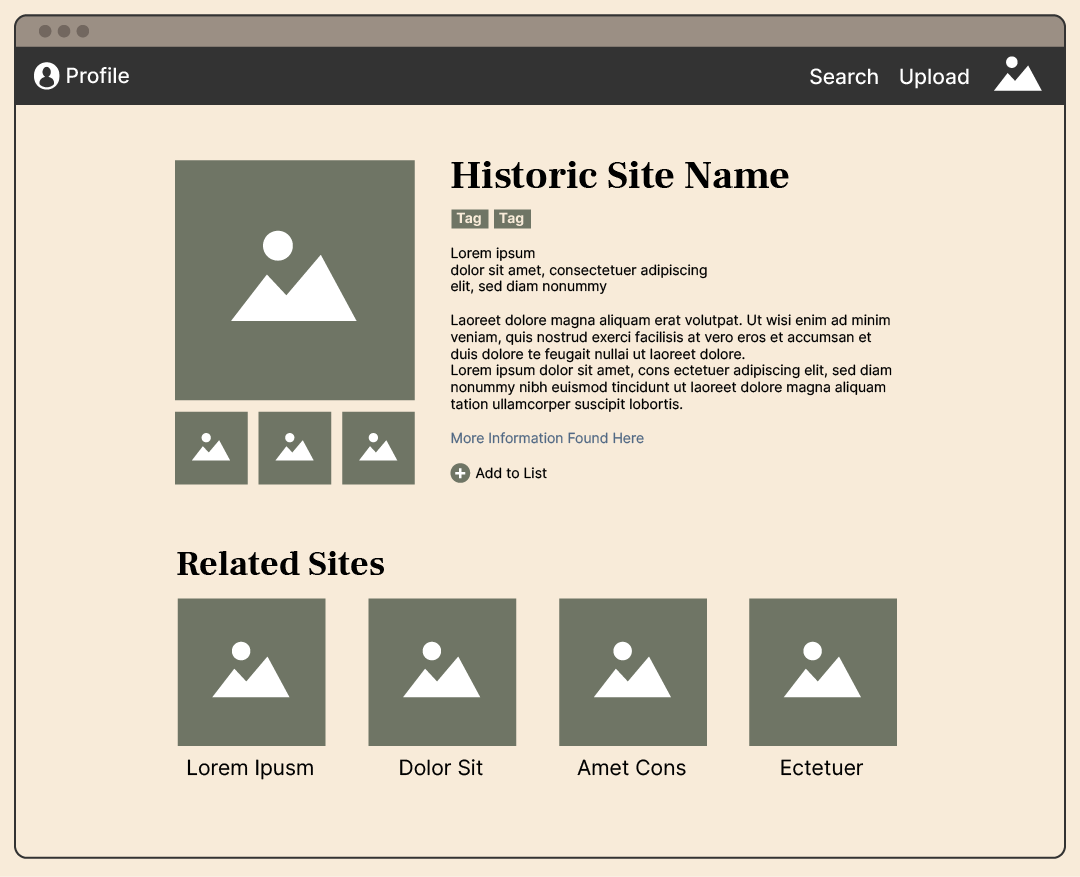 Profile
Search Upload
Historic Site Name
Tag Tag
Lorem ipsum
dolor sit amet, consectetuer adipiscing
elit, sed diam nonummy
Laoreet dolore magna aliquam erat volutpat. Ut wisi enim ad minim
veniam, quis nostrud exerci facilisis at vero eros et accumsan et
duis dolore te feugait nullai ut laoreet dolore.
Lorem ipsum dolor sit amet, cons ectetuer adipiscing elit, sed diam
nonummy nibh euismod tincidunt ut laoreet dolore magna aliquam
tation ullamcorper suscipit lobortis.
More Information Found Here
Add to List
Related Sites
Lorem Ipusm
Dolor Sit
Amet Cons
Ectetuer